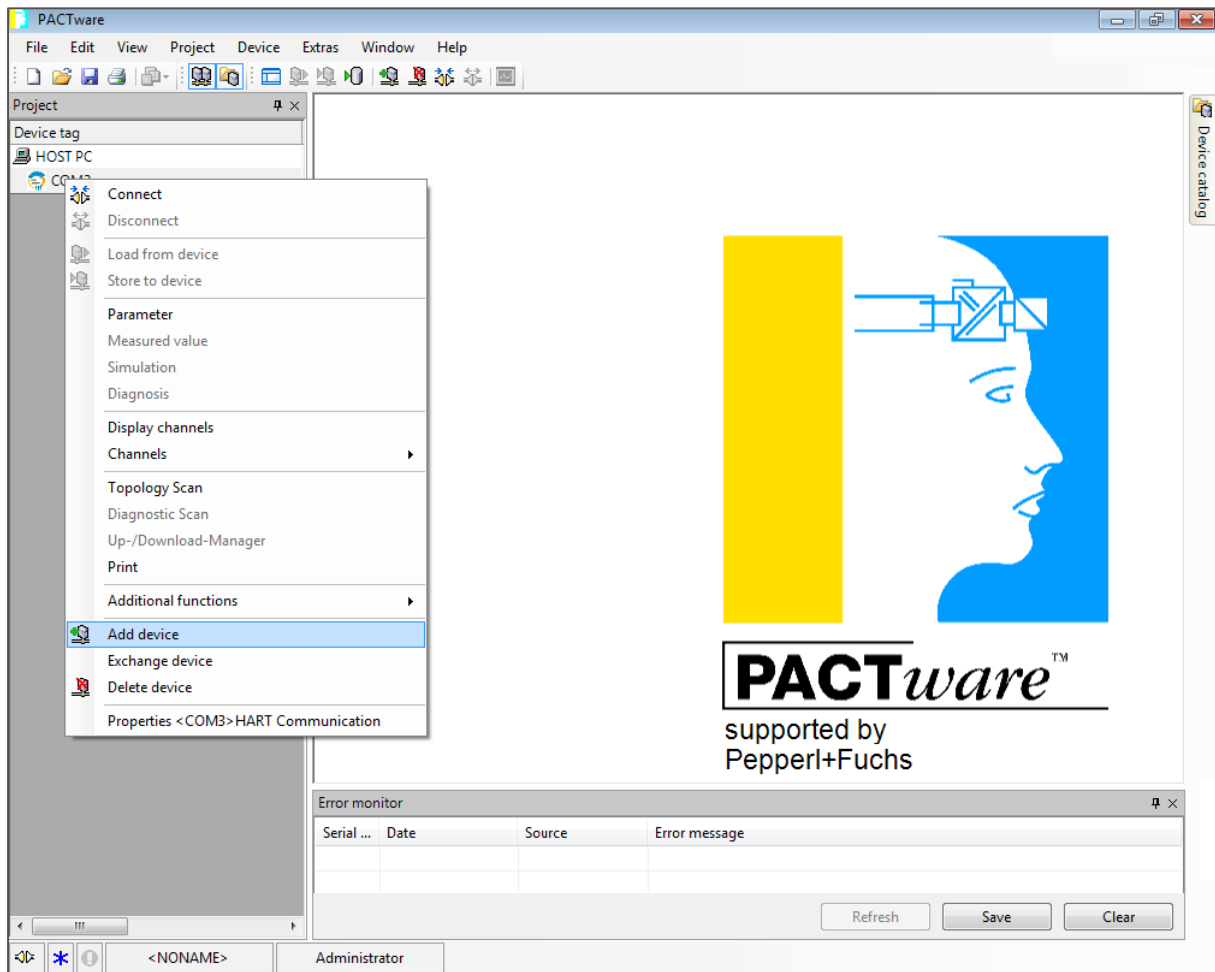 PACTware
File Edit View Project Device Extras Window Help
Project
Device tag
HOST PC
COM3
Connect
Disconnect
Load from device
Store to device
Parameter
Measured value
Simulation
Diagnosis
Display channels
Channels
Topology Scan
Diagnostic Scan
Up-/Download-Manager
Print
Additional functions
Add device
Exchange device
Delete device
Properties <COM3>HART Communication
Device catalog
PACTware™
supported by
Pepperl+Fuchs
Error monitor
Serial ... Date Source Error message
Refresh Save Clear
<NONAME> Administrator